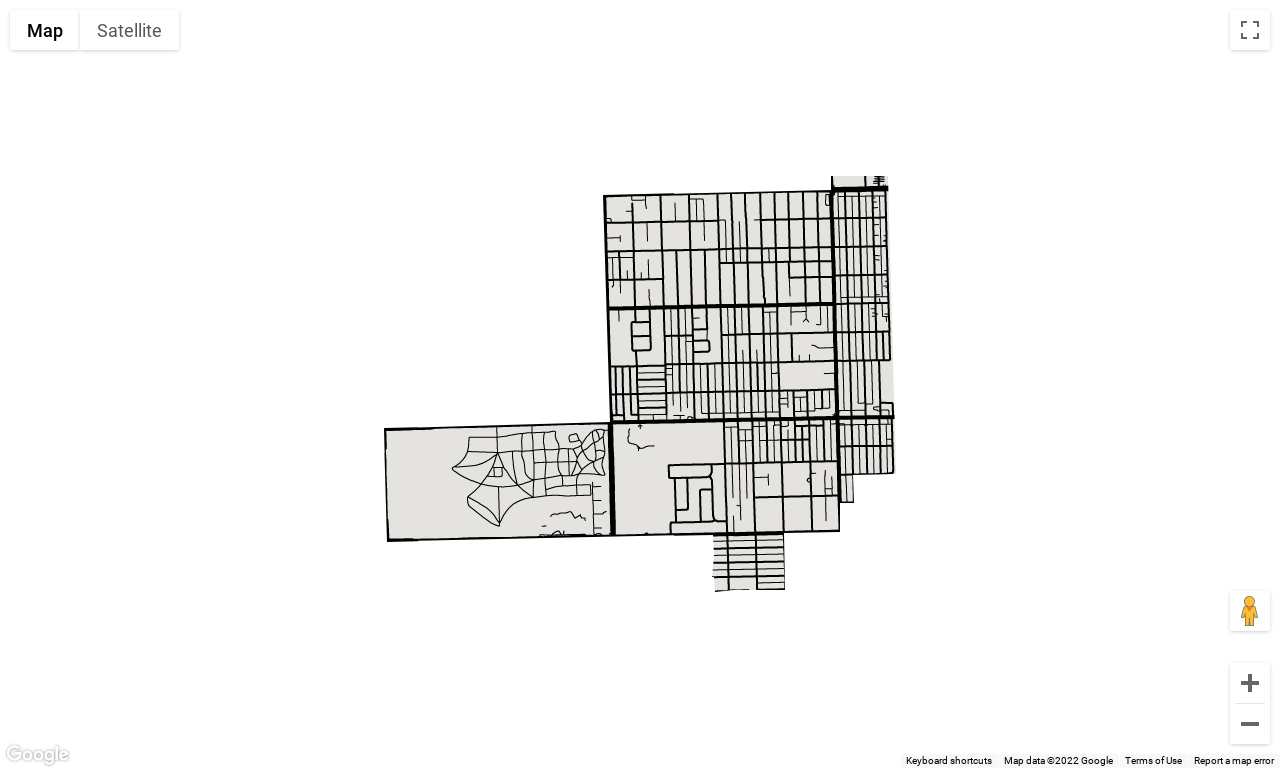 Map
Satellite
Google
Keyboard shortcuts
Map data ©2022 Google
Terms of Use
Report a map error